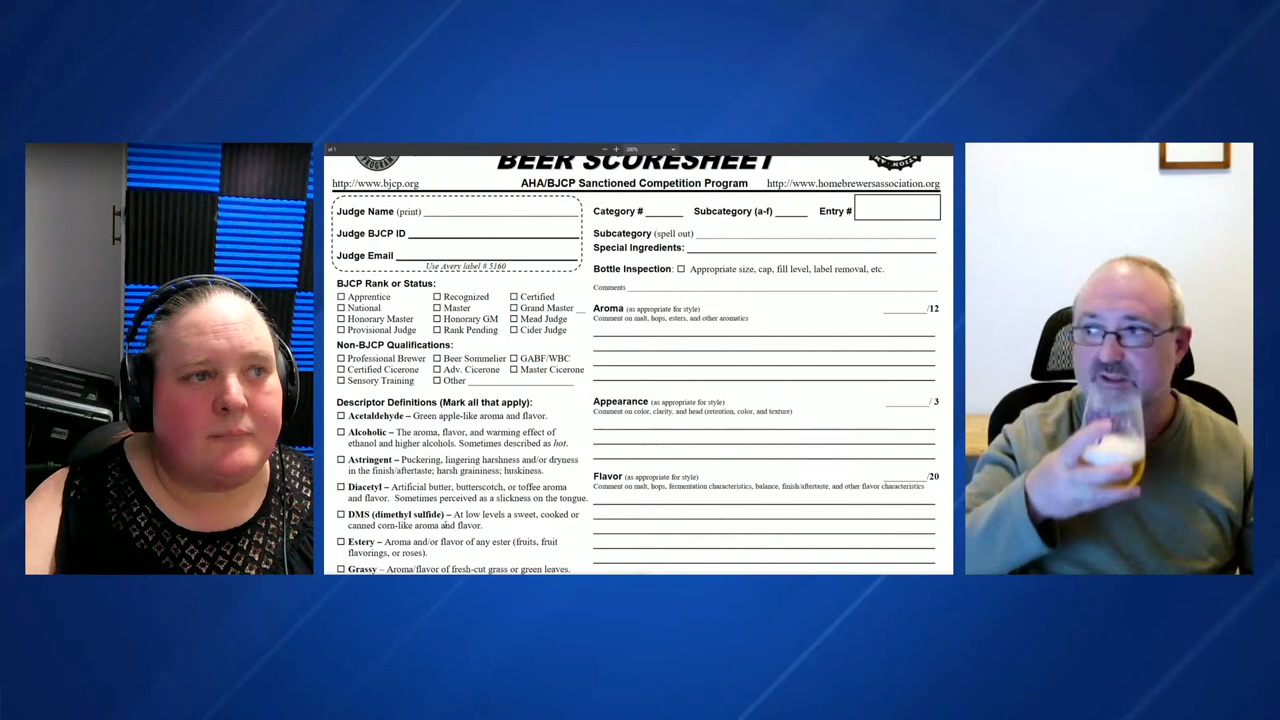 of 1
200%
PROGRAM
BEER SCORESHEET
http://www.bjcp.org
AHA/BJCP Sanctioned Competition Program
http://www.homebrewersassociation.org
Judge Name (print)
Judge BJCP ID
Judge Email
Use Avery label # 5160
BJCP Rank or Status:
Apprentice Recognized Certified
National Master Grand Master
Honorary Master Honorary GM Mead Judge
Provisional Judge Rank Pending Cider Judge
Non-BJCP Qualifications:
Professional Brewer Beer Sommelier GABF/WBC
Certified Cicerone Adv. Cicerone Master Cicerone
Sensory Training Other
Descriptor Definitions (Mark all that apply):
Acetaldehyde – Green apple-like aroma and flavor.
Alcoholic – The aroma, flavor, and warming effect of
ethanol and higher alcohols. Sometimes described as hot.
Astringent – Puckering, lingering harshness and/or dryness
in the finish/aftertaste; harsh graininess; huskiness.
Diacetyl – Artificial butter, butterscotch, or toffee aroma
and flavor. Sometimes perceived as a slickness on the tongue.
DMS (dimethyl sulfide) – At low levels a sweet, cooked or
canned corn-like aroma and flavor.
Estery – Aroma and/or flavor of any ester (fruits, fruit
flavorings, or roses).
Grassy – Aroma/flavor of fresh-cut grass or green leaves.
Category # Subcategory (a-f) Entry #
Subcategory (spell out)
Special Ingredients:
Bottle Inspection: Appropriate size, cap, fill level, label removal, etc.
Comments
Aroma (as appropriate for style) /12
Comment on malt, hops, esters, and other aromatics
Appearance (as appropriate for style) / 3
Comment on color, clarity, and head (retention, color, and texture)
Flavor (as appropriate for style) /20
Comment on malt, hops, fermentation characteristics, balance, finish/aftertaste, and other flavor characteristics